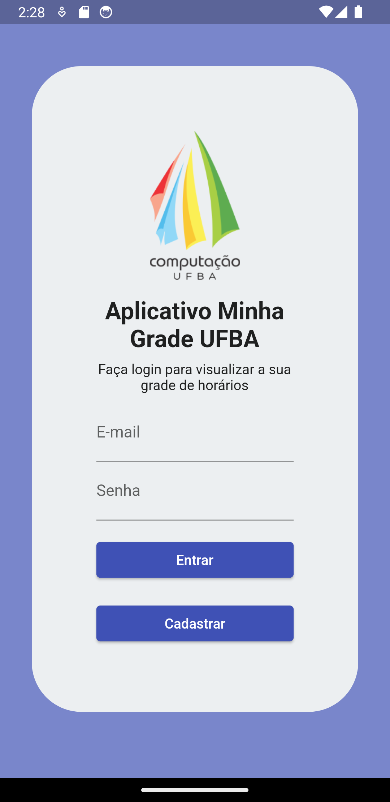 2:28
computação
UFBA
Aplicativo Minha
Grade UFBA
Faça login para visualizar a sua
grade de horários
E-mail
Senha
Entrar
Cadastrar